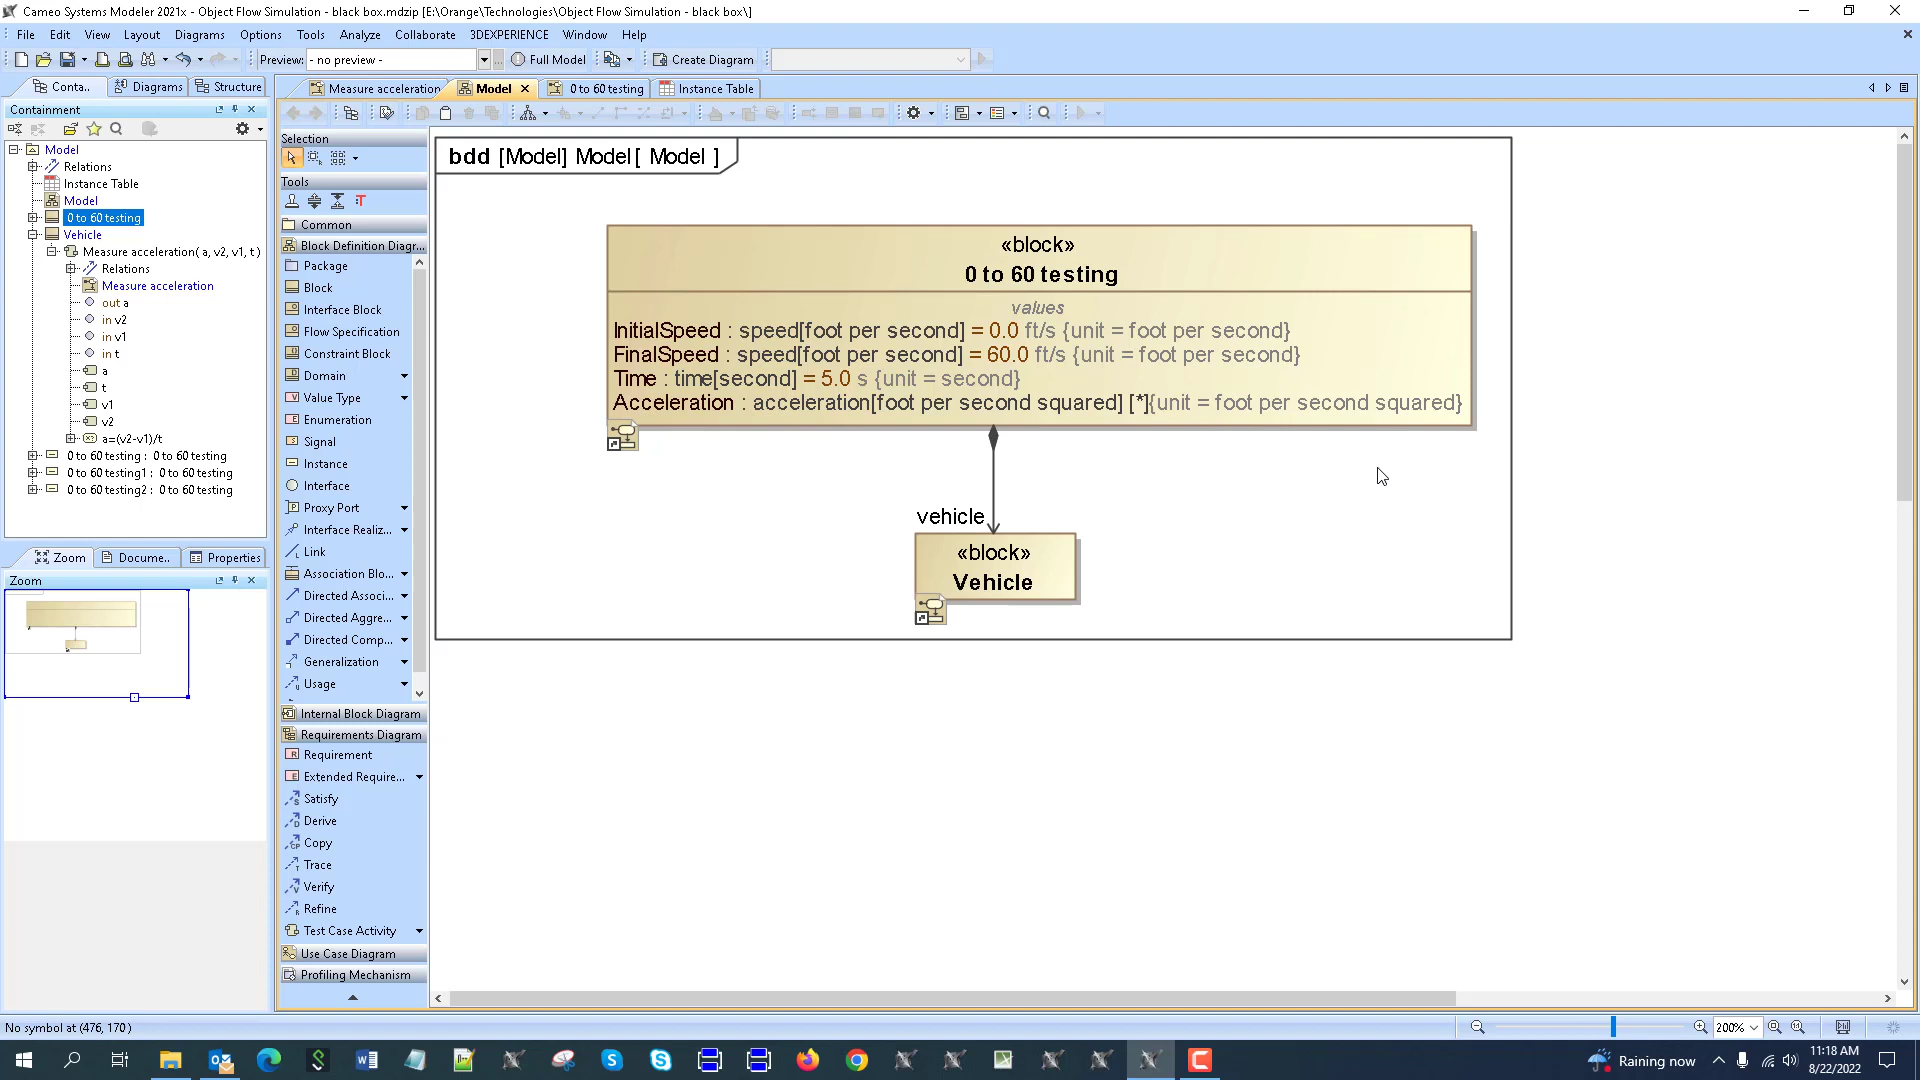 Cameo Systems Modeler 2021x - Object Flow Simulation - black box.mdzip [E:\Orange\Technologies\Object Flow Simulation - black box\]
File Edit View Layout Diagrams Options Tools Analyze Collaborate 3DEXPERIENCE Window Help
Preview: - no preview - ... Full Model Create Diagram
Conta.. Diagrams Structure
Measure acceleration Model 0 to 60 testing Instance Table
Containment
Model
Relations
Instance Table
Model
0 to 60 testing
Vehicle
Measure acceleration( a, v2, v1, t )
Relations
Measure acceleration
out a
in v2
in v1
in t
a
t
v1
v2
a=(v2-v1)/t
0 to 60 testing : 0 to 60 testing
0 to 60 testing1 : 0 to 60 testing
0 to 60 testing2 : 0 to 60 testing
Zoom Docume.. Properties
Zoom
Selection
Tools
Common
Block Definition Diagr...
Package
Block
Interface Block
Flow Specification
Constraint Block
Domain
Value Type
Enumeration
Signal
Instance
Interface
Proxy Port
Interface Realiz...
Link
Association Blo...
Directed Associ...
Directed Aggre...
Directed Comp...
Generalization
Usage
Internal Block Diagram
Requirements Diagram
Requirement
Extended Require...
Satisfy
Derive
Copy
Trace
Verify
Refine
Test Case Activity
Use Case Diagram
Profiling Mechanism
bdd [Model] Model[ Model ]
«block»
0 to 60 testing
values
InitialSpeed : speed[foot per second] = 0.0 ft/s {unit = foot per second}
FinalSpeed : speed[foot per second] = 60.0 ft/s {unit = foot per second}
Time : time[second] = 5.0 s {unit = second}
Acceleration : acceleration[foot per second squared] [*]{unit = foot per second squared}
vehicle
«block»
Vehicle
No symbol at (476, 170 )
200%
Raining now
11:18 AM
8/22/2022